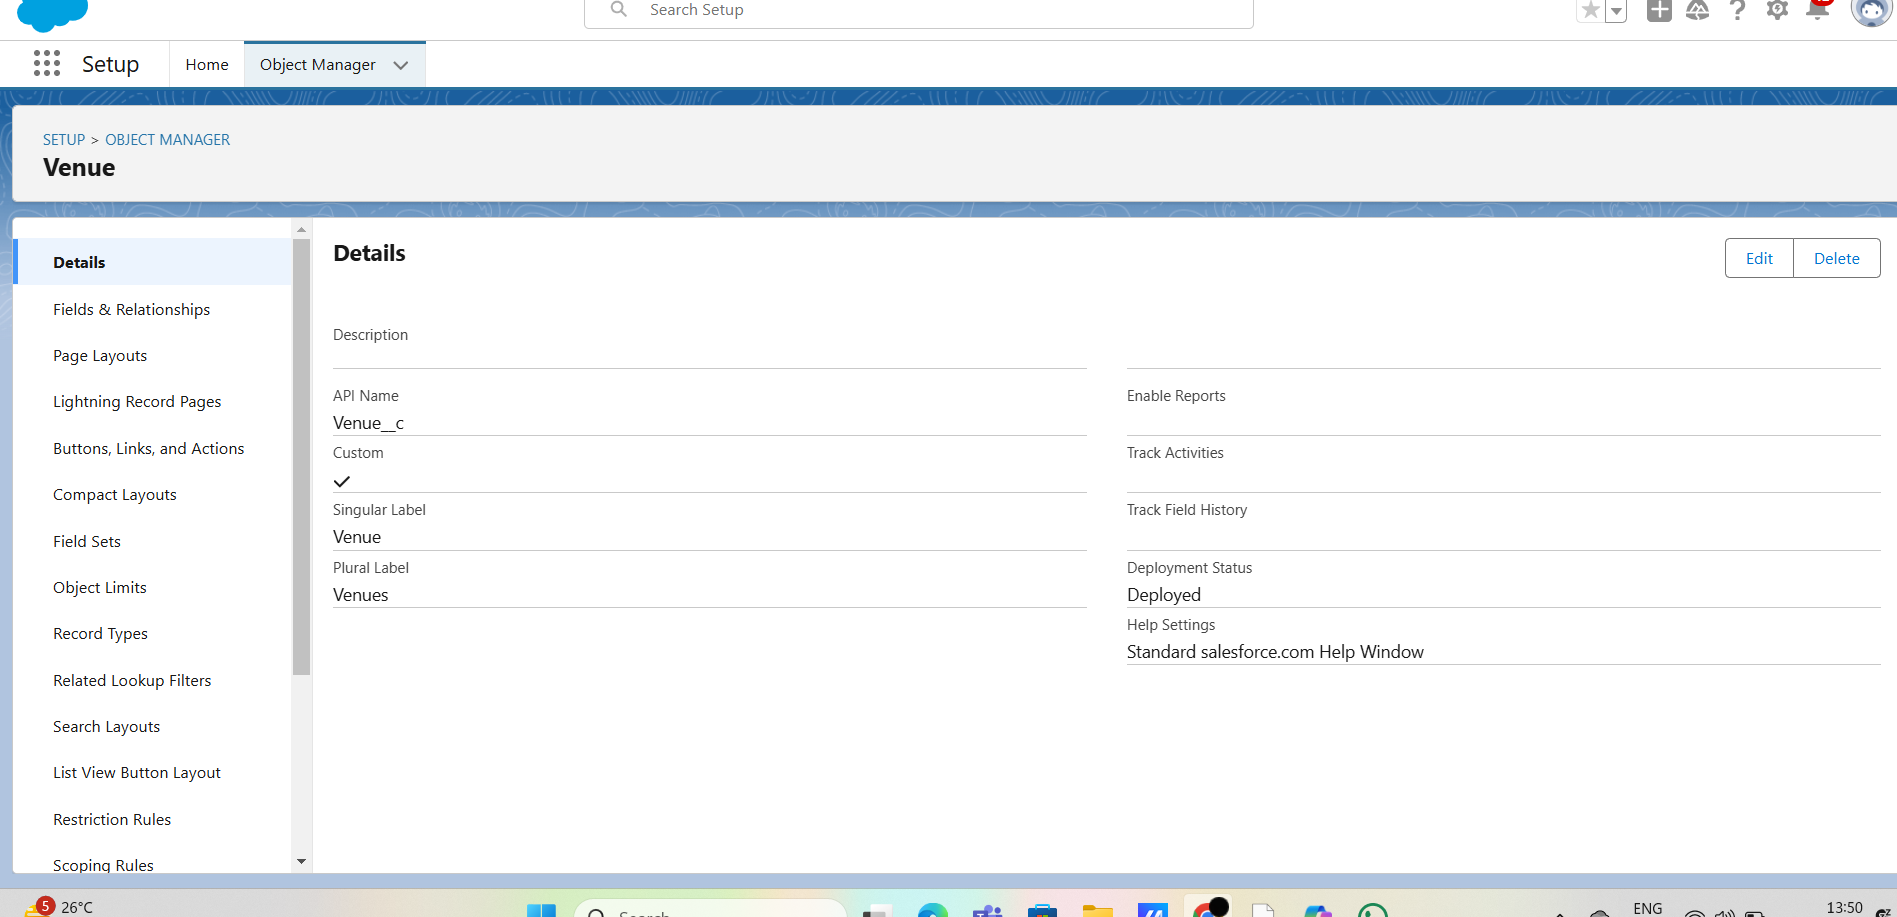 Search Setup
Setup
Home
Object Manager
SETUP > OBJECT MANAGER
Venue
Details
Fields & Relationships
Page Layouts
Lightning Record Pages
Buttons, Links, and Actions
Compact Layouts
Field Sets
Object Limits
Record Types
Related Lookup Filters
Search Layouts
List View Button Layout
Restriction Rules
Scoping Rules
Details
Edit
Delete
Description
API Name
Venue__c
Custom
Singular Label
Venue
Plural Label
Venues
Enable Reports
Track Activities
Track Field History
Deployment Status
Deployed
Help Settings
Standard salesforce.com Help Window
5
26°C
Search
ENG
13:50